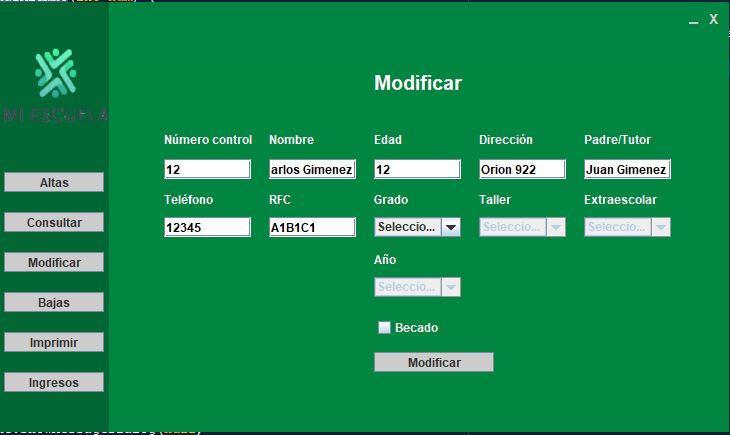 _ X
MI ESCUELA
Modificar
Número control Nombre Edad Dirección Padre/Tutor
12 arlos Gimenez 12 Orion 922 Juan Gimenez
Teléfono RFC Grado Taller Extraescolar
12345 A1B1C1 Seleccio... Seleccio... Seleccio...
Año
Seleccio...
Becado
Modificar
Altas
Consultar
Modificar
Bajas
Imprimir
Ingresos